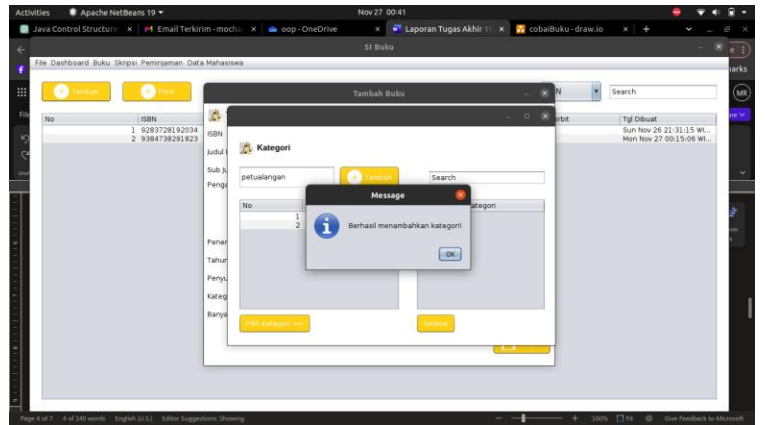 Activities Apache NetBeans 19 Nov 27 00:41
Java Control Structure × Email Terkirim - mocha × oop - OneDrive × Laporan Tugas Akhir × cobaiBuku - draw.io × +
SI Buku
File Dashboard Buku Skripsi Peminjaman Data Mahasiswa
Tambah Print Search
Tambah Buku
No ISBN Tgl Dibuat
1 9283728192034 Sun Nov 26 21:31:15 WI...
2 9384738291823 Mon Nov 27 00:15:06 WI...
ISBN
Kategori
Sub
petualangan Tambah Search
No
1
2
Message
Berhasil menambahkan kategori!
OK
Tahu
Pilih Kategori >> Selesai
Page 4 of 7 4 of 140 words English (U.S.) Editor Suggestions: Showing 100% Fit Give Feedback to Microsoft
MR